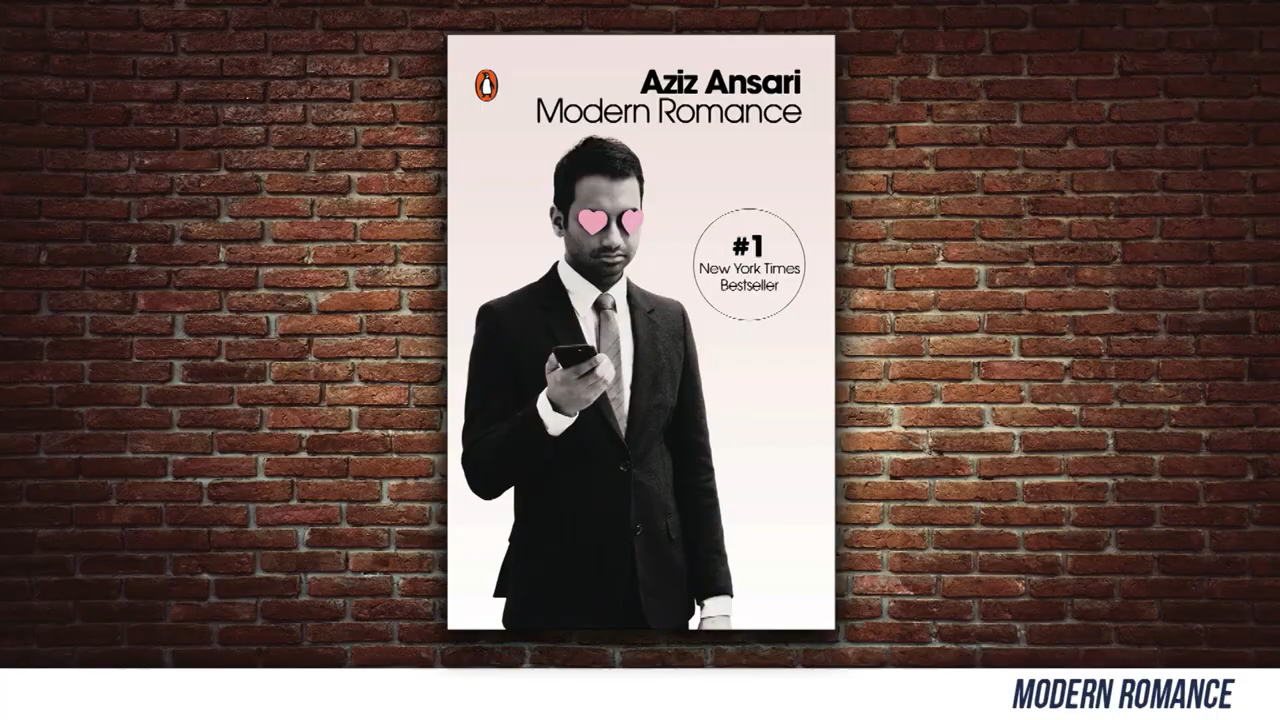 Aziz Ansari
Modern Romance
#1
New York Times
Bestseller
MODERN ROMANCE